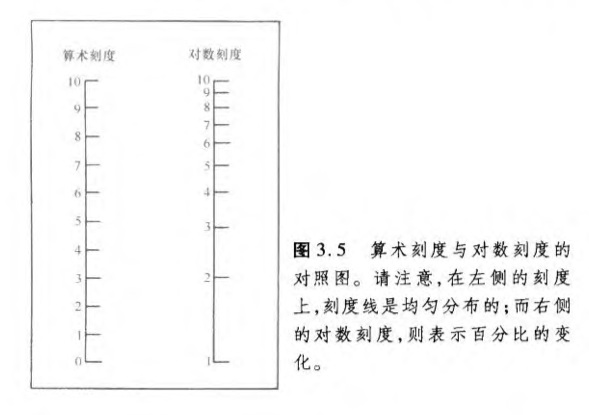 算术刻度 对数刻度
10 10
9 9
8 8
7 7
6 6
5 5
4 4
3 3
2 2
1 1
0
图3.5 算术刻度与对数刻度的
对照图。请注意,在左侧的刻度
上,刻度线是均匀分布的;而右侧
的对数刻度,则表示百分比的变
化。